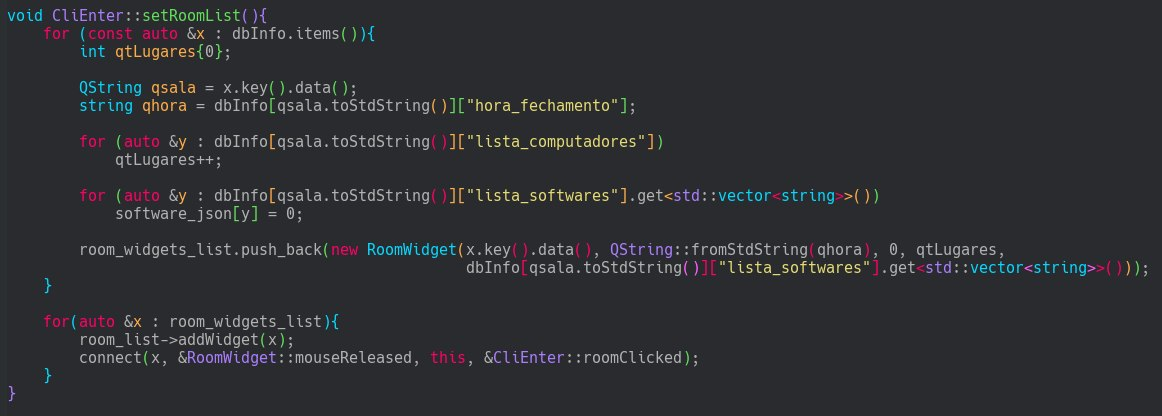 void CliEnter::setRoomList(){
    for (const auto &x : dbInfo.items()){
        int qtLugares{0};

        QString qsala = x.key().data();
        string qhora = dbInfo[qsala.toStdString()]["hora_fechamento"];

        for (auto &y : dbInfo[qsala.toStdString()]["lista_computadores"])
            qtLugares++;

        for (auto &y : dbInfo[qsala.toStdString()]["lista_softwares"].get<std::vector<string>>())
            software_json[y] = 0;

        room_widgets_list.push_back(new RoomWidget(x.key().data(), QString::fromStdString(qhora), 0, qtLugares,
                                                   dbInfo[qsala.toStdString()]["lista_softwares"].get<std::vector<string>>()));
    }

    for(auto &x : room_widgets_list){
        room_list->addWidget(x);
        connect(x, &RoomWidget::mouseReleased, this, &CliEnter::roomClicked);
    }
}